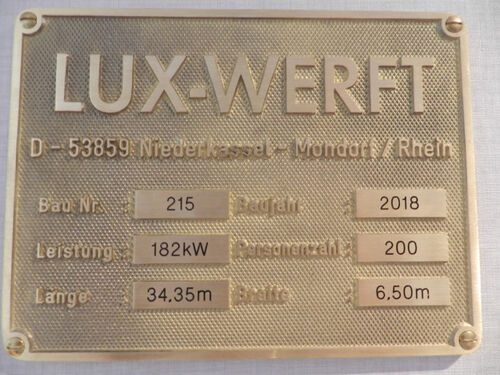 LUX-WERFT
D - 53859 Niederkassel - Mondorf // Rhein
Bau Nr. : 215 Baujahr : 2018
Leistung : 182kW Personenzahl : 200
Länge : 34,35m Breite : 6,50m